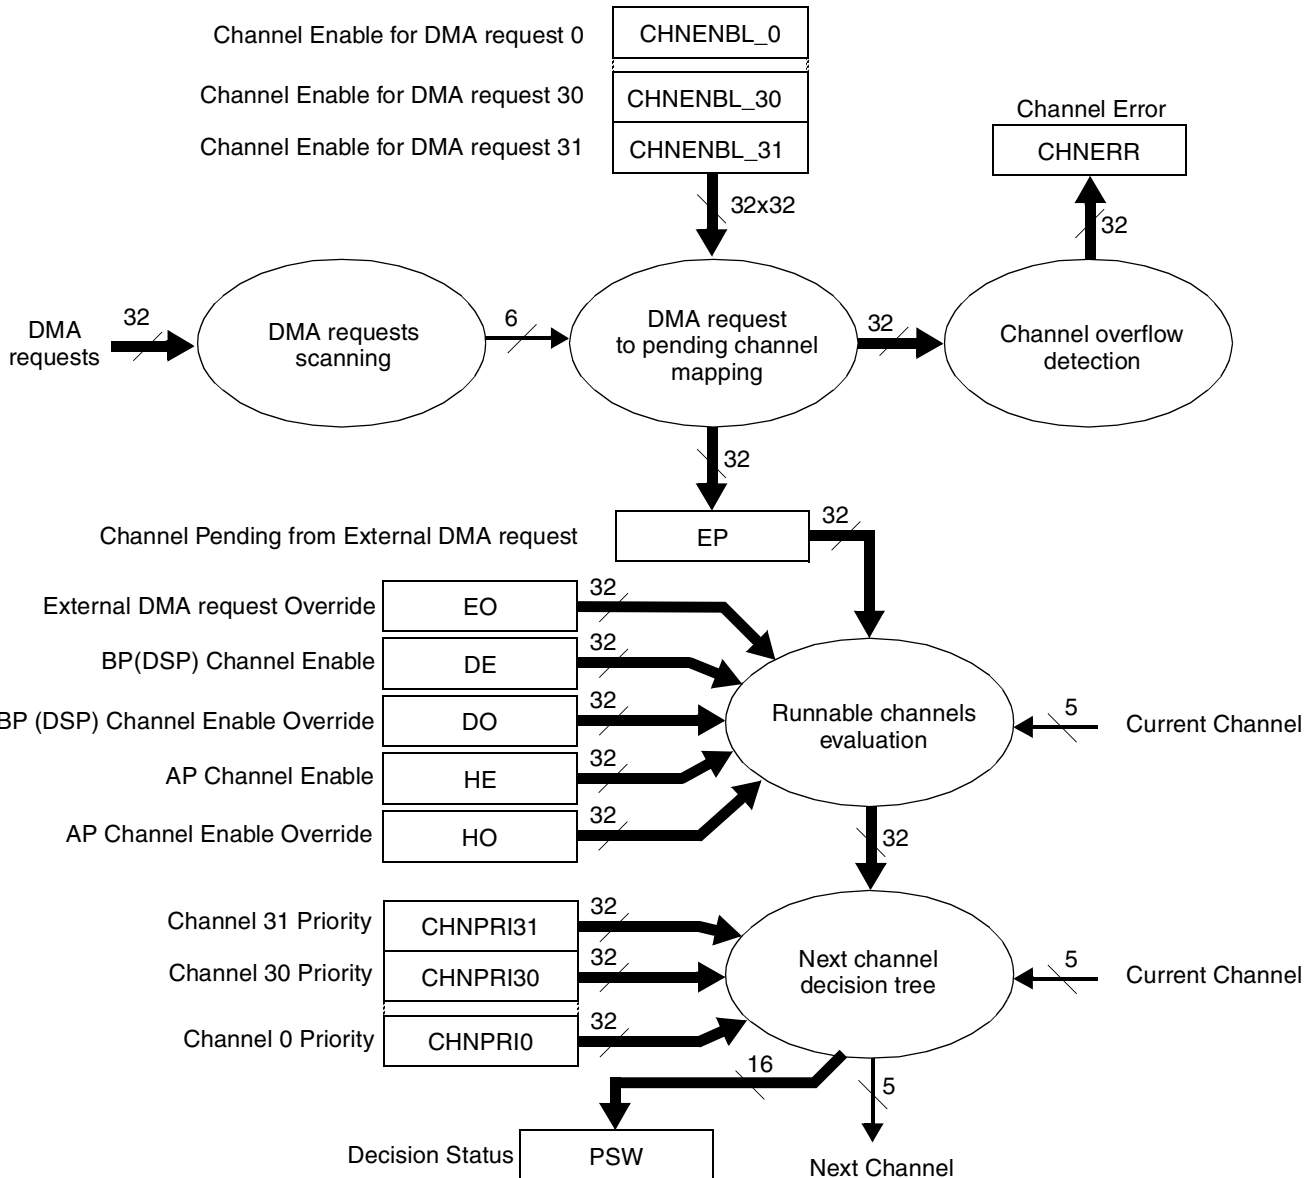 Channel Enable for DMA request 0
CHNENBL_0
Channel Enable for DMA request 30
CHNENBL_30
Channel Enable for DMA request 31
CHNENBL_31
Channel Error
CHNERR
32x32
32
DMA
requests
32
DMA requests
scanning
6
DMA request
to pending channel
mapping
32
Channel overflow
detection
32
Channel Pending from External DMA request
EP
32
External DMA request Override
EO
32
BP(DSP) Channel Enable
DE
32
BP (DSP) Channel Enable Override
DO
32
AP Channel Enable
HE
32
AP Channel Enable Override
HO
32
Runnable channels
evaluation
5
Current Channel
32
Channel 31 Priority
CHNPRI31
32
Channel 30 Priority
CHNPRI30
32
Channel 0 Priority
CHNPRI0
32
Next channel
decision tree
5
Current Channel
16
5
Decision Status
PSW
Next Channel